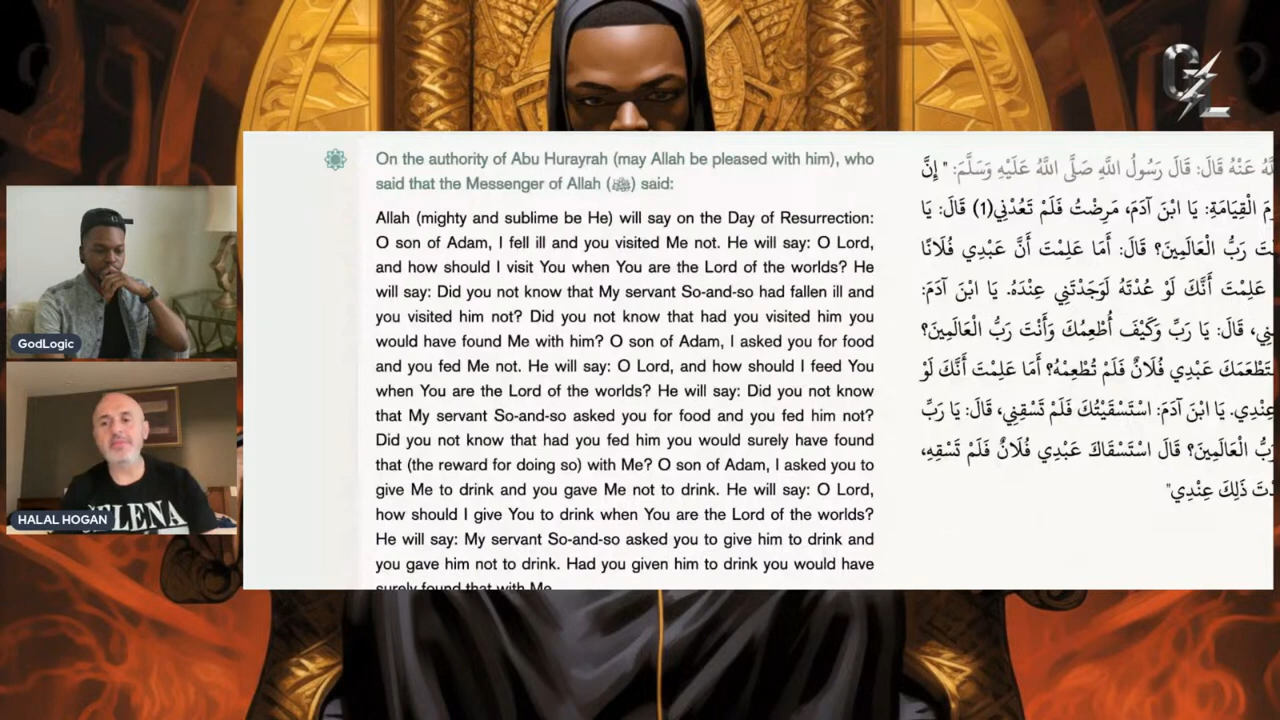 On the authority of Abu Hurayrah (may Allah be pleased with him), who
said that the Messenger of Allah (ﷺ) said:
Allah (mighty and sublime be He) will say on the Day of Resurrection:
O son of Adam, I fell ill and you visited Me not. He will say: O Lord,
and how should I visit You when You are the Lord of the worlds? He
will say: Did you not know that My servant So-and-so had fallen ill and
you visited him not? Did you not know that had you visited him you
would have found Me with him? O son of Adam, I asked you for food
and you fed Me not. He will say: O Lord, and how should I feed You
when You are the Lord of the worlds? He will say: Did you not know
that My servant So-and-so asked you for food and you fed him not?
Did you not know that had you fed him you would surely have found
that (the reward for doing so) with Me? O son of Adam, I asked you to
give Me to drink and you gave Me not to drink. He will say: O Lord,
how should I give You to drink when You are the Lord of the worlds?
He will say: My servant So-and-so asked you to give him to drink and
you gave him not to drink. Had you given him to drink you would have
surely found that with Me.
عَنْهُ قَالَ: قَالَ رَسُولُ اللَّهِ صَلَّى اللَّهُ عَلَيْهِ وَسَلَّمَ: " إِنَّ
الْقِيَامَةِ: يَا ابْنَ آدَمَ، مَرِضْتُ فَلَمْ تَعُدْنِي(1) قَالَ: يَا
رَبُّ الْعَالَمِينَ؟ قَالَ: أَمَا عَلِمْتَ أَنَّ عَبْدِي فُلَانًا
عَلِمْتَ أَنَّكَ لَوْ عُدْتَهُ لَوَجَدْتَنِي عِنْدَهُ. يَا ابْنَ آدَمَ:
قَالَ: يَا رَبِّ وَكَيْفَ أُطْعِمُكَ وَأَنْتَ رَبُّ الْعَالَمِينَ؟
عَبْدِي فُلَانٌ فَلَمْ تُطْعِمْهُ؟ أَمَا عَلِمْتَ أَنَّكَ لَوْ
عِنْدِي. يَا ابْنَ آدَمَ: اسْتَسْقَيْتُكَ فَلَمْ تَسْقِنِي، قَالَ: يَا رَبِّ
رَبُّ الْعَالَمِينَ؟ قَالَ اسْتَسْقَاكَ عَبْدِي فُلَانٌ فَلَمْ تَسْقِهِ،
ذَلِكَ عِنْدِي"
GodLogic
HALAL HOGAN
GL